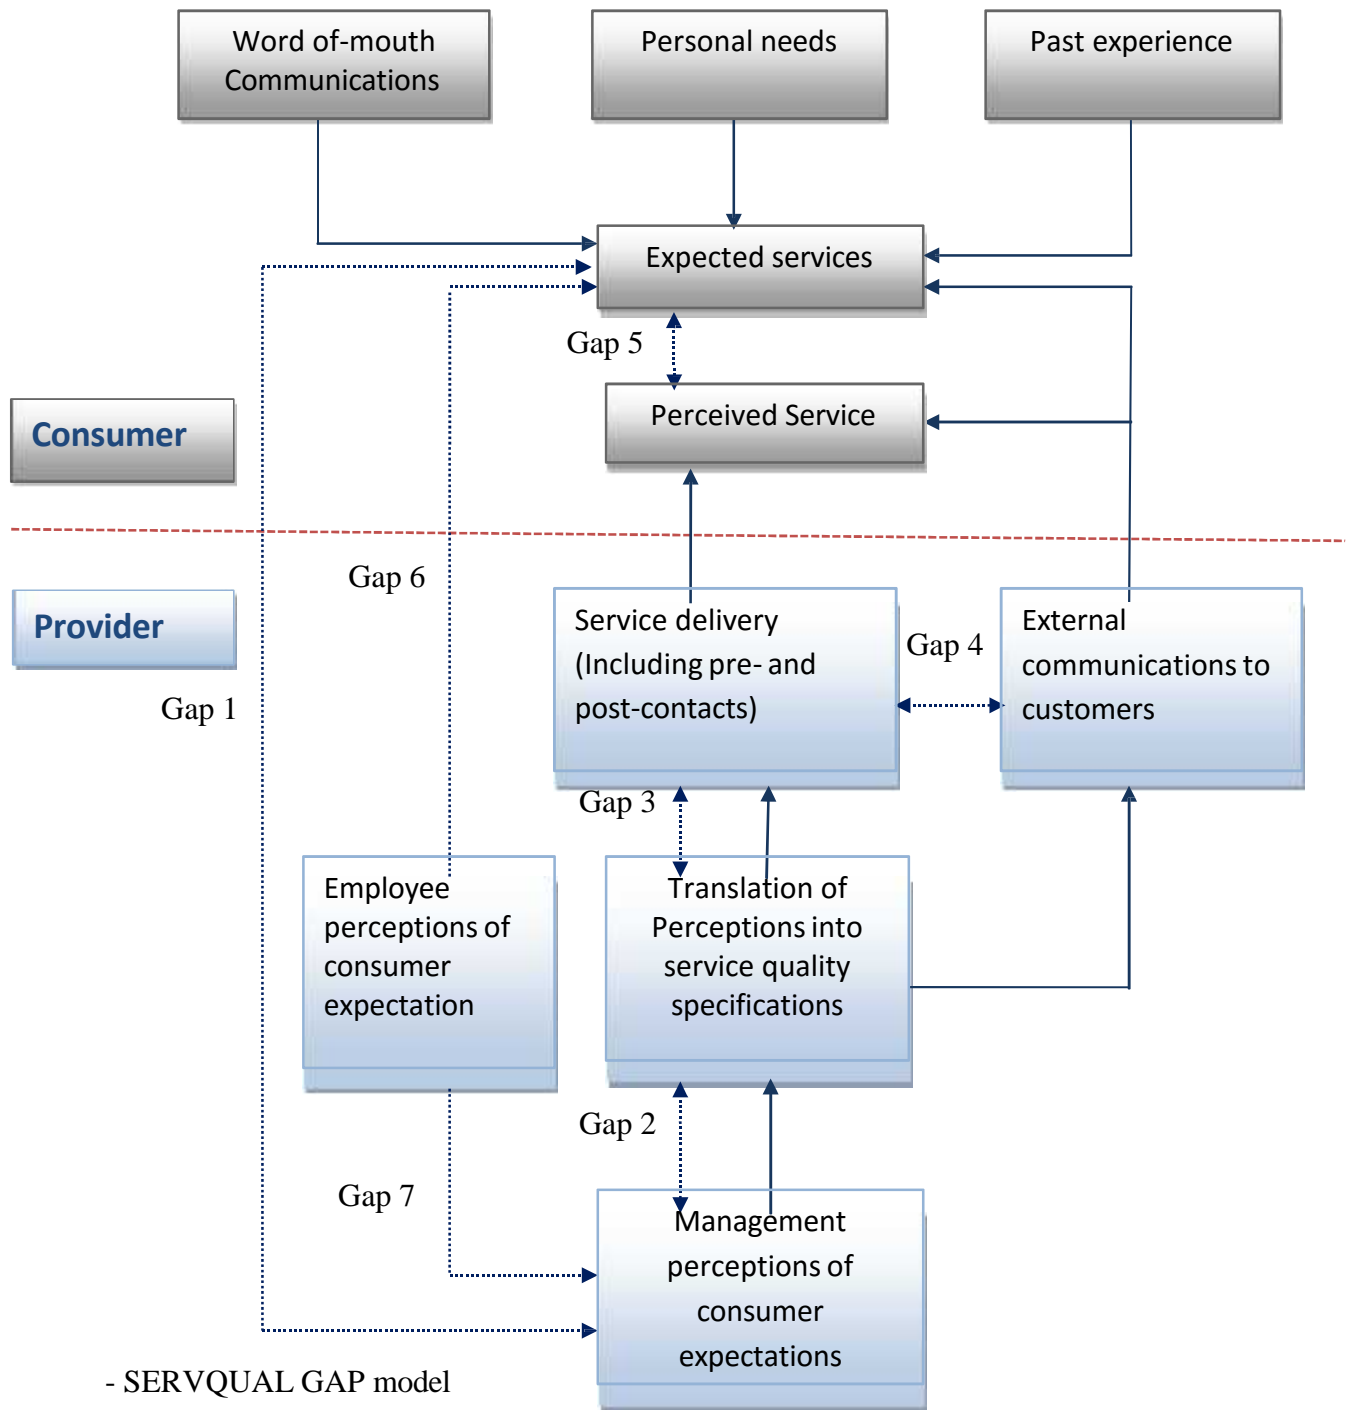 Word of-mouth
Communications
Personal needs
Past experience
Expected services
Gap 5
Perceived Service
Consumer
Gap 6
Provider
Gap 1
Service delivery
(Including pre- and
post-contacts)
Gap 4
External
communications to
customers
Gap 3
Employee
perceptions of
consumer
expectation
Translation of
Perceptions into
service quality
specifications
Gap 2
Gap 7
Management
perceptions of
consumer
expectations
- SERVQUAL GAP model